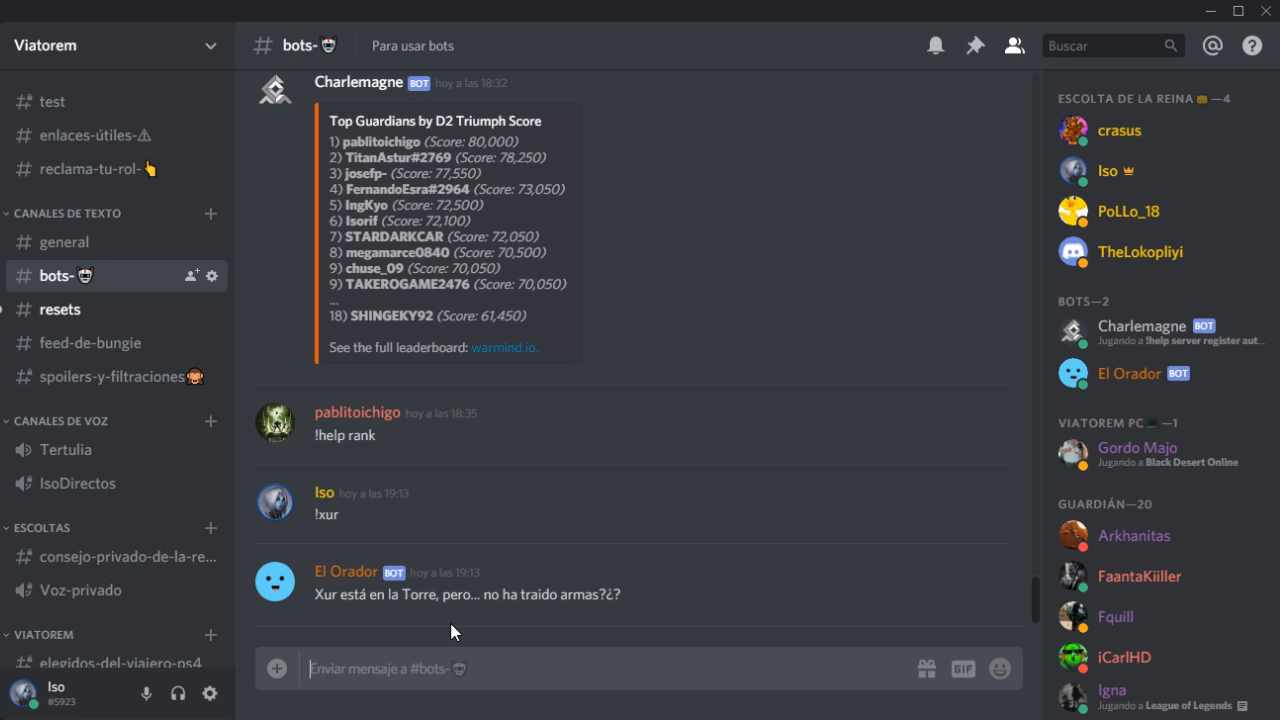 Viatorem
test
enlaces-útiles-⚠
reclama-tu-rol-👆
CANALES DE TEXTO
general
bots-
resets
feed-de-bungie
spoilers-y-filtraciones🙊
CANALES DE VOZ
Tertulia
IsoDirectos
ESCOLTAS
consejo-privado-de-la-re...
Voz-privado
VIATOREM
elegidos-del-viajero-ps4
Iso
#5923
# bots- Para usar bots
Charlemagne BOT hoy a las 18:32
Top Guardians by D2 Triumph Score
1) pablitoichigo (Score: 80,000)
2) TitanAstur#2769 (Score: 78,250)
3) josefp- (Score: 77,550)
4) FernandoEsra#2964 (Score: 73,050)
5) IngKyo (Score: 72,500)
6) Isorif (Score: 72,100)
7) STARDARKCAR (Score: 72,050)
8) megamarce0840 (Score: 70,500)
9) chuse_09 (Score: 70,050)
9) TAKEROGAME2476 (Score: 70,050)
...
18) SHINGEKY92 (Score: 61,450)
See the full leaderboard: warmind.io.
pablitoichigo hoy a las 18:35
!help rank
Iso hoy a las 19:13
!xur
El Orador BOT hoy a las 19:13
Xur está en la Torre, pero... no ha traido armas?¿?
Enviar mensaje a #bots-
GIF
Buscar
ESCOLTA DE LA REINA 👑 —4
crasus
Iso
PoLLo_18
TheLokopliyi
BOTS—2
Charlemagne BOT
Jugando a !help server register aut...
El Orador BOT
VIATOREM PC💻 —1
Gordo Majo
Jugando a Black Desert Online
GUARDIÁN—20
Arkhanitas
FaantaKiiller
Fquill
iCarlHD
Igna
Jugando a League of Legends